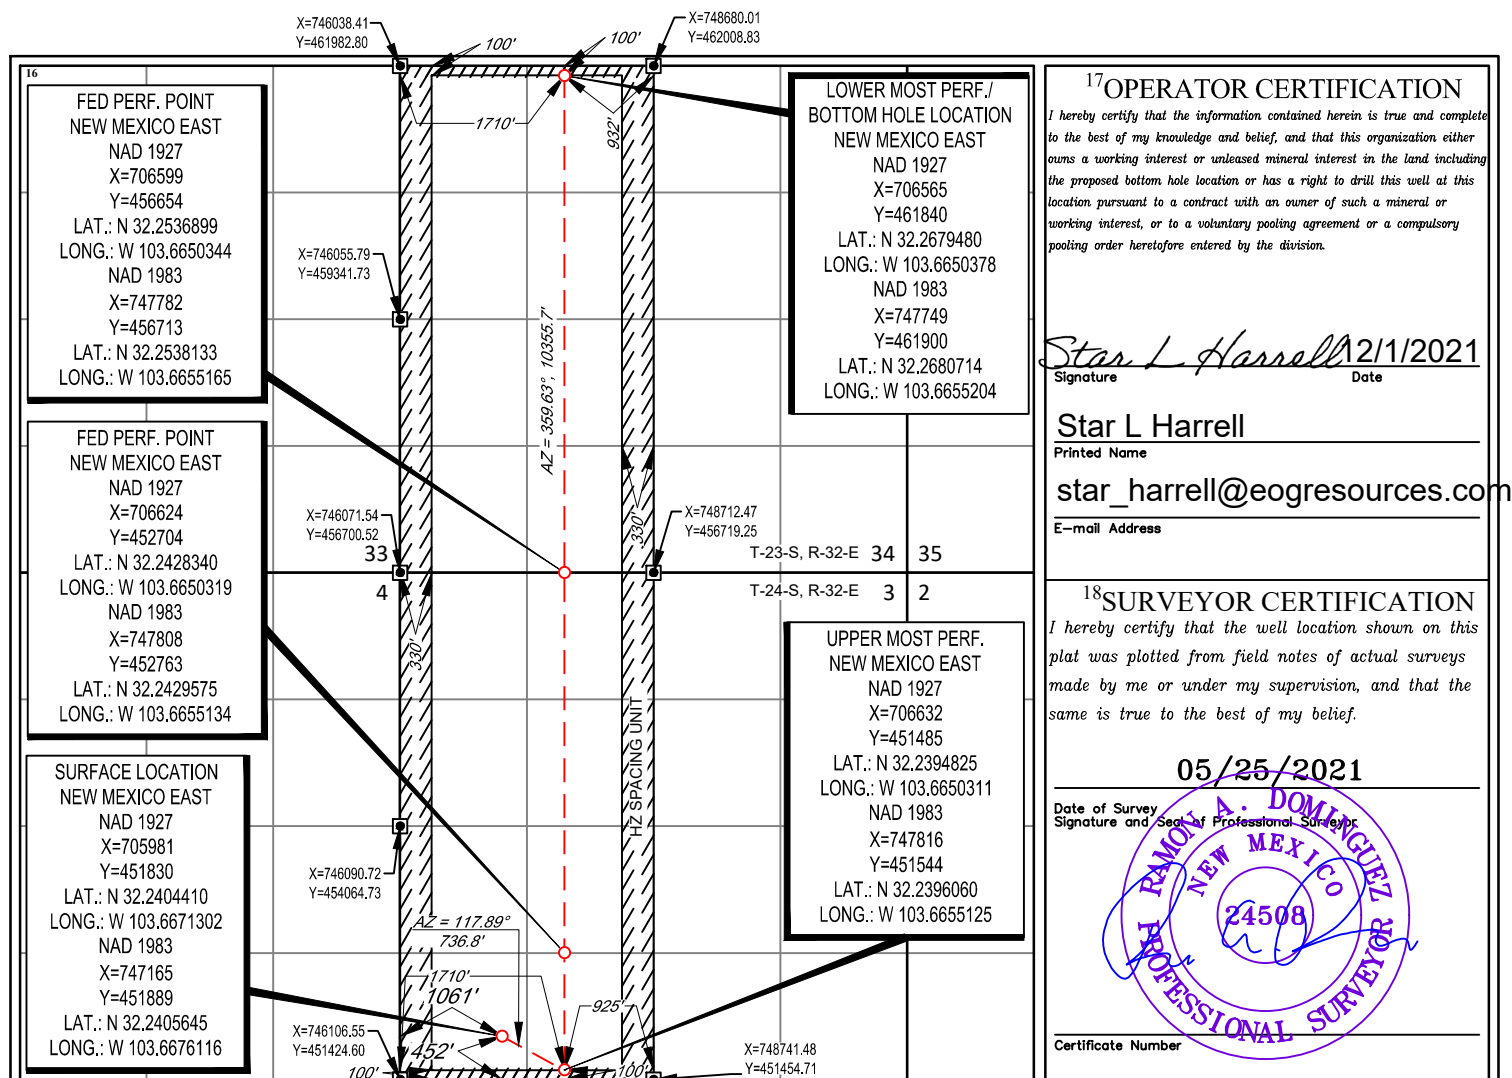 X=746038.41
Y=461982.80
100'
100'
X=748680.01
Y=462008.83
16
FED PERF. POINT
NEW MEXICO EAST
NAD 1927
X=706599
Y=456654
LAT.: N 32.2536899
LONG.: W 103.6650344
NAD 1983
X=747782
Y=456713
LAT.: N 32.2538133
LONG.: W 103.6655165
FED PERF. POINT
NEW MEXICO EAST
NAD 1927
X=706624
Y=452704
LAT.: N 32.2428340
LONG.: W 103.6650319
NAD 1983
X=747808
Y=452763
LAT.: N 32.2429575
LONG.: W 103.6655134
SURFACE LOCATION
NEW MEXICO EAST
NAD 1927
X=705981
Y=451830
LAT.: N 32.2404410
LONG.: W 103.6671302
NAD 1983
X=747165
Y=451889
LAT.: N 32.2405645
LONG.: W 103.6676116
1710'
932'
X=746055.79
Y=459341.73
AZ = 359.63°, 10355.7'
X=746071.54
Y=456700.52
33
4
330'
330'
X=748712.47
Y=456719.25
T-23-S, R-32-E 34 35
T-24-S, R-32-E 3 2
HZ SPACING UNIT
X=746090.72
Y=454064.73
AZ = 117.89°
736.8'
1710'
1061'
925'
X=746106.55
Y=451424.60
452'
100'
100'
X=748741.48
Y=451454.71
LOWER MOST PERF./
BOTTOM HOLE LOCATION
NEW MEXICO EAST
NAD 1927
X=706565
Y=461840
LAT.: N 32.2679480
LONG.: W 103.6650378
NAD 1983
X=747749
Y=461900
LAT.: N 32.2680714
LONG.: W 103.6655204
UPPER MOST PERF.
NEW MEXICO EAST
NAD 1927
X=706632
Y=451485
LAT.: N 32.2394825
LONG.: W 103.6650311
NAD 1983
X=747816
Y=451544
LAT.: N 32.2396060
LONG.: W 103.6655125
17OPERATOR CERTIFICATION
I hereby certify that the information contained herein is true and complete
to the best of my knowledge and belief, and that this organization either
owns a working interest or unleased mineral interest in the land including
the proposed bottom hole location or has a right to drill this well at this
location pursuant to a contract with an owner of such a mineral or
working interest, or to a voluntary pooling agreement or a compulsory
pooling order heretofore entered by the division.
Star L Harrell 12/1/2021
Signature Date
Star L Harrell
Printed Name
star_harrell@eogresources.com
E-mail Address
18SURVEYOR CERTIFICATION
I hereby certify that the well location shown on this
plat was plotted from field notes of actual surveys
made by me or under my supervision, and that the
same is true to the best of my belief.
05/25/2021
Date of Survey
Signature and Seal of Professional Surveyor
RAMON A. DOMINGUEZ
NEW MEXICO
24508
PROFESSIONAL SURVEYOR
Certificate Number